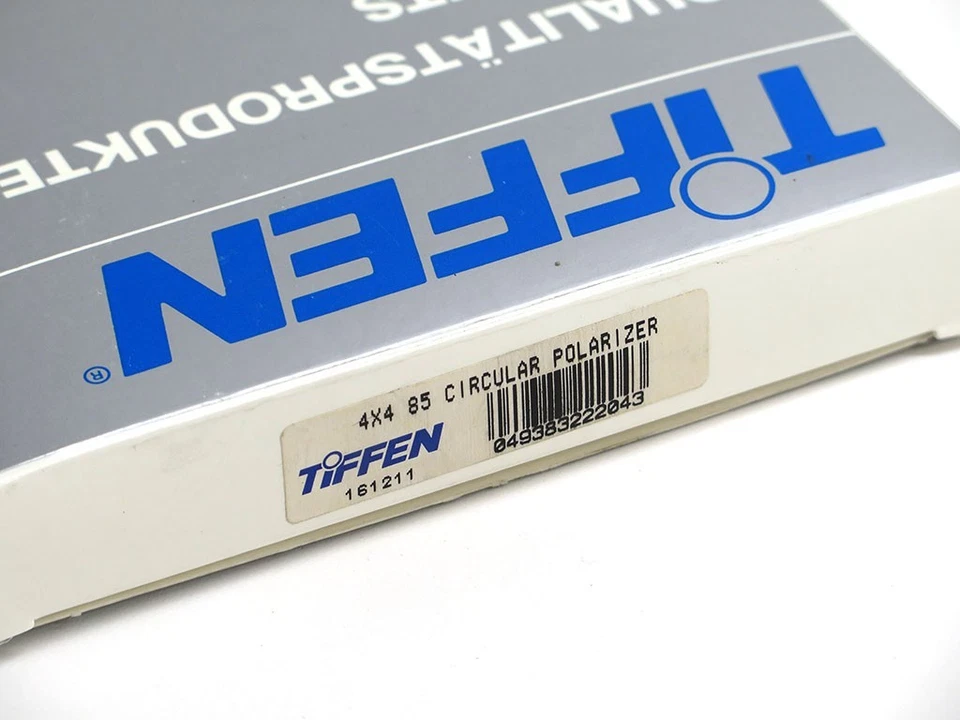 QUALITÄTSPRODUKTE
TIFFEN®
4X4 85 CIRCULAR POLARIZER
TIFFEN
161211
049383222043